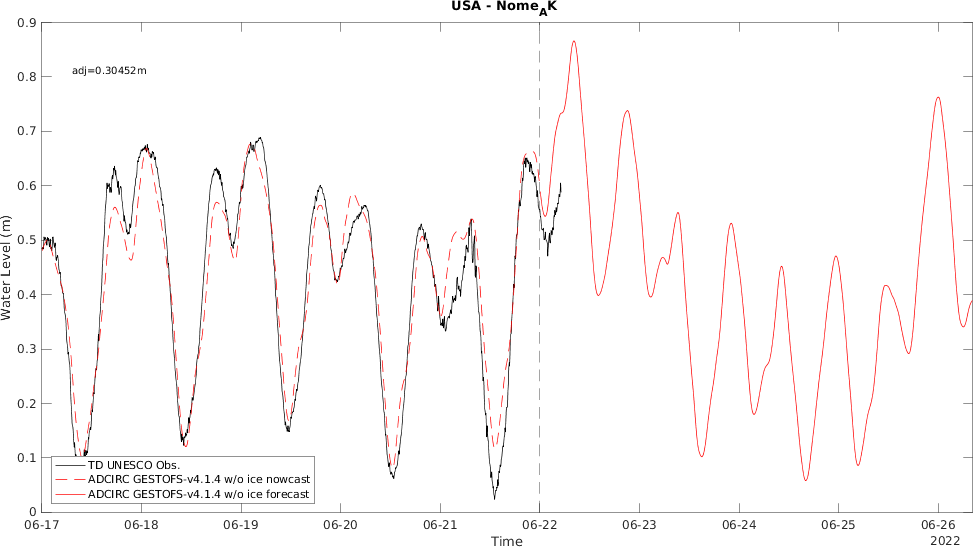 USA - Nome_AK
adj=0.30452m
0.9
0.8
0.7
0.6
0.5
0.4
0.3
0.2
0.1
0
Water Level (m)
TD UNESCO Obs.
ADCIRC GESTOFS-v4.1.4 w/o ice nowcast
ADCIRC GESTOFS-v4.1.4 w/o ice forecast
06-17 06-18 06-19 06-20 06-21 06-22 06-23 06-24 06-25 06-26
Time
2022